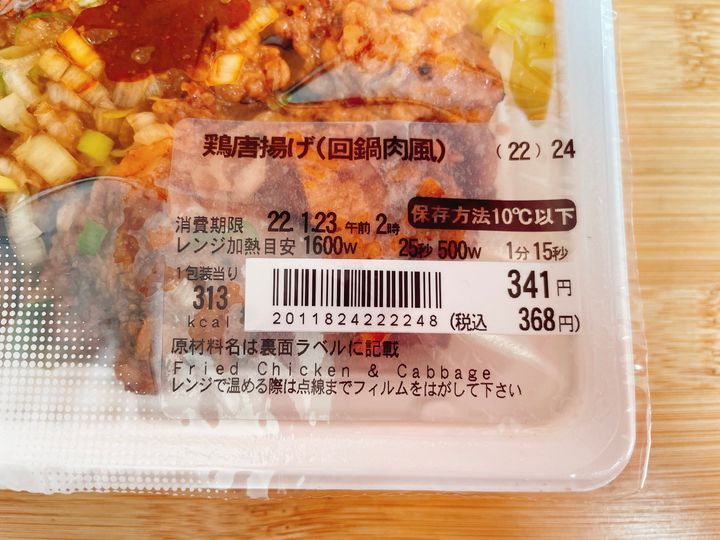 鶏唐揚げ(回鍋肉風) (22)24
保存方法10℃以下
消費期限 22.1.23 午前2時
レンジ加熱目安 1600W 25秒 500W 1分15秒
1包装当り 341円
313
kcal
2011824222248 (税込 368円)
原材料名は裏面ラベルに記載
Fried Chicken & Cabbage
レンジで温める際は点線までフィルムをはがして下さい